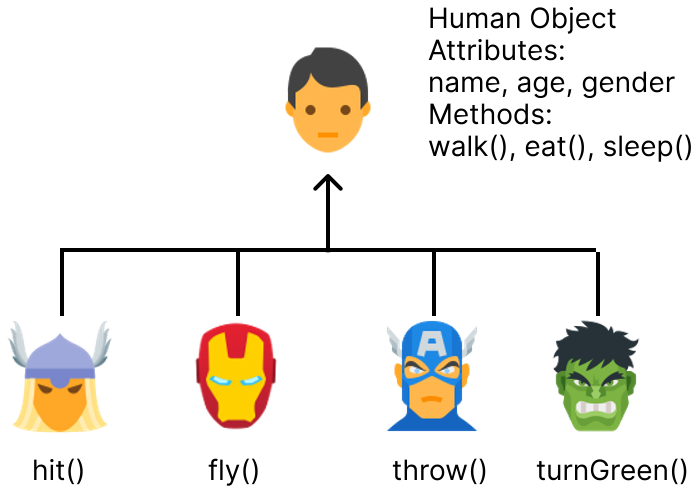 Human Object
Attributes:
name, age, gender
Methods:
walk(), eat(), sleep()
A
hit()
fly()
throw()
turnGreen()